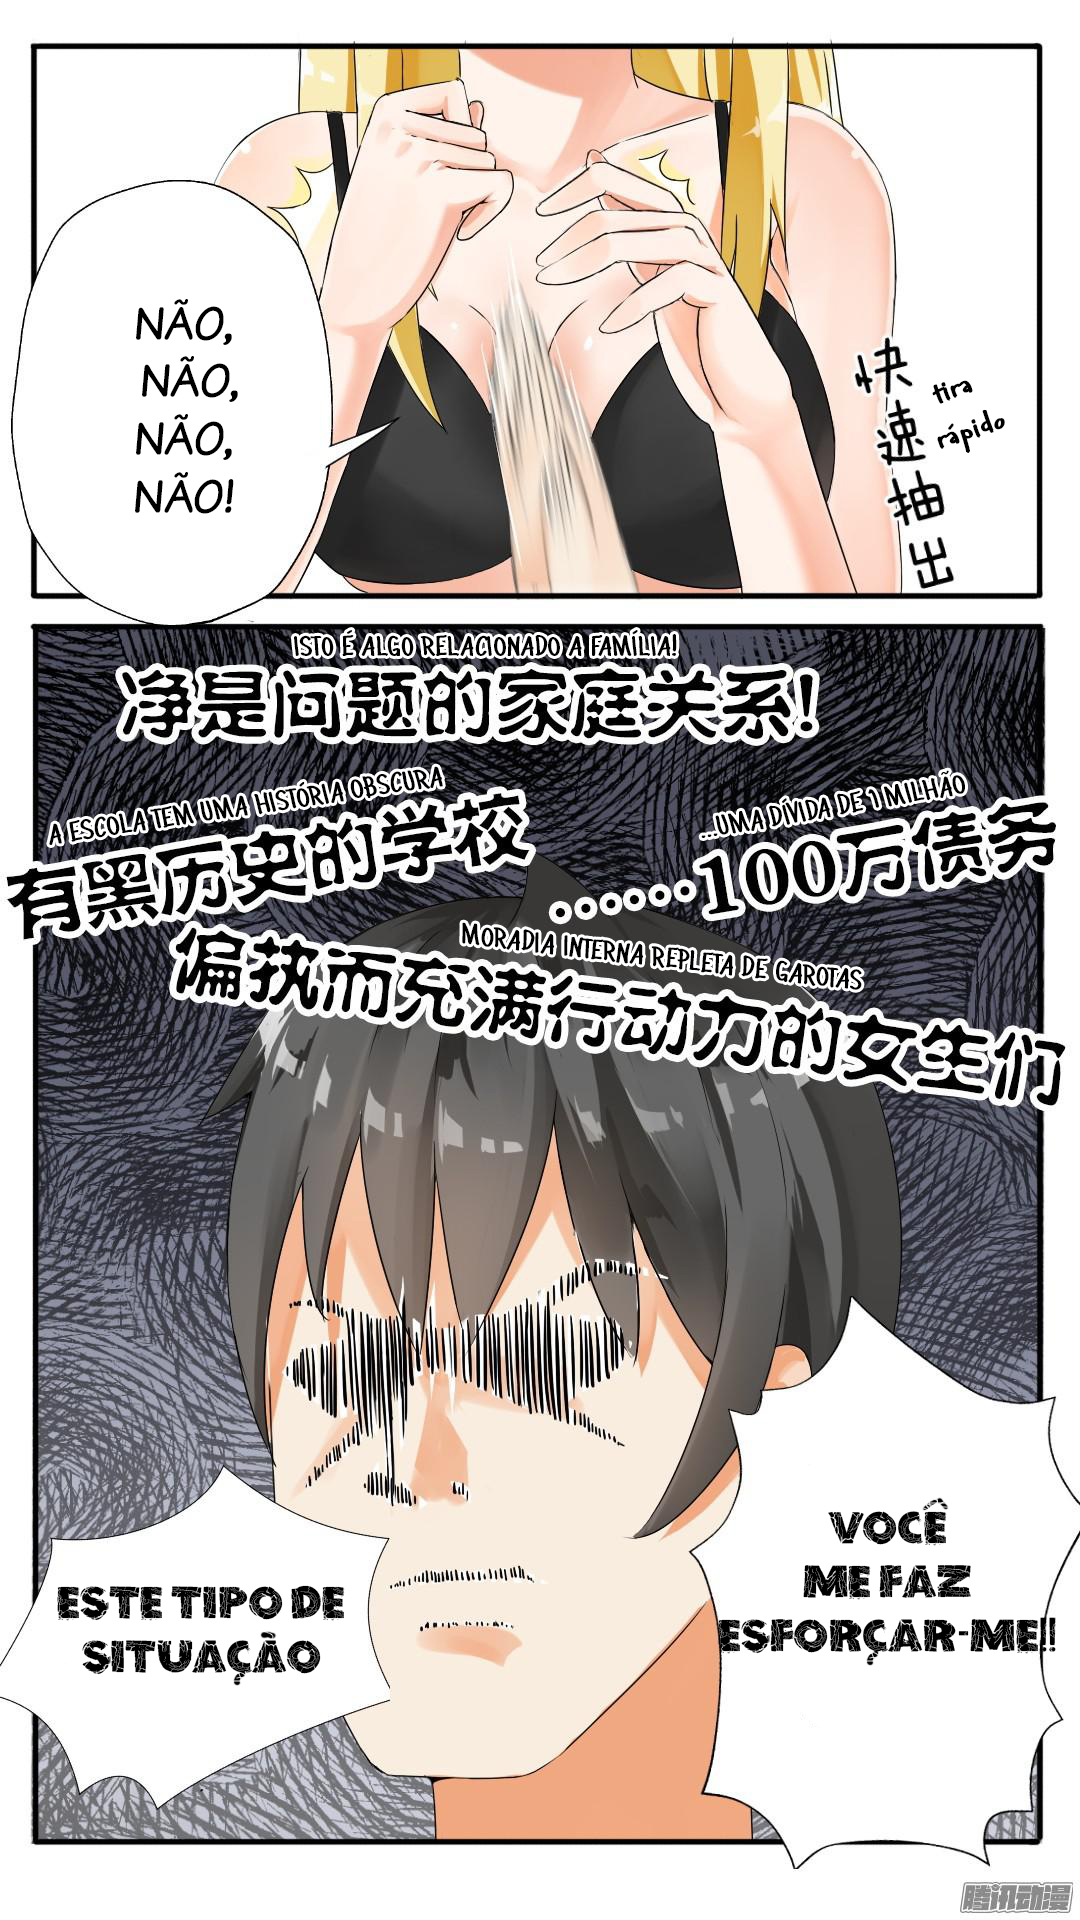 NÃO,
NÃO,
NÃO,
NÃO!
快速抽出
tira
rápido
ISTO É ALGO RELACIONADO A FAMÍLIA!
净是问题的家庭关系!
A ESCOLA TEM UMA HISTÓRIA OBSCURA
有黑历史的学校
...UMA DÍVIDA DE 1 MILHÃO
......100万债务
MORADIA INTERNA REPLETA DE GAROTAS
偏执而充满行动力的女生们
ESTE TIPO DE
SITUAÇÃO
VOCÊ
ME FAZ
ESFORÇAR-ME!!
腾讯动漫